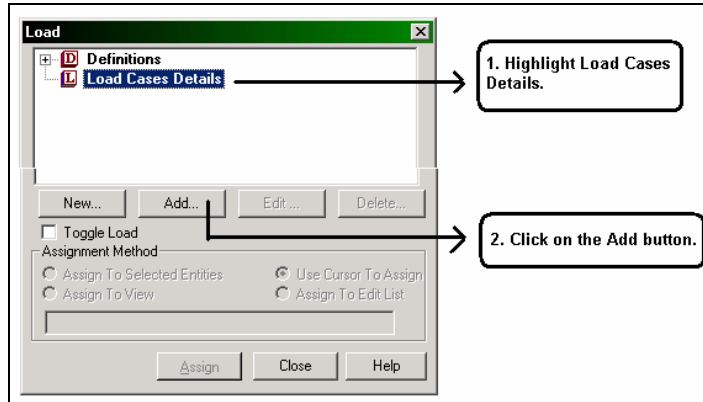 Load
D Definitions
L Load Cases Details
1. Highlight Load Cases
Details.
New... Add... Edit ... Delete...
Toggle Load
2. Click on the Add button.
Assignment Method
Assign To Selected Entities Use Cursor To Assign
Assign To View Assign To Edit List
Assign Close Help